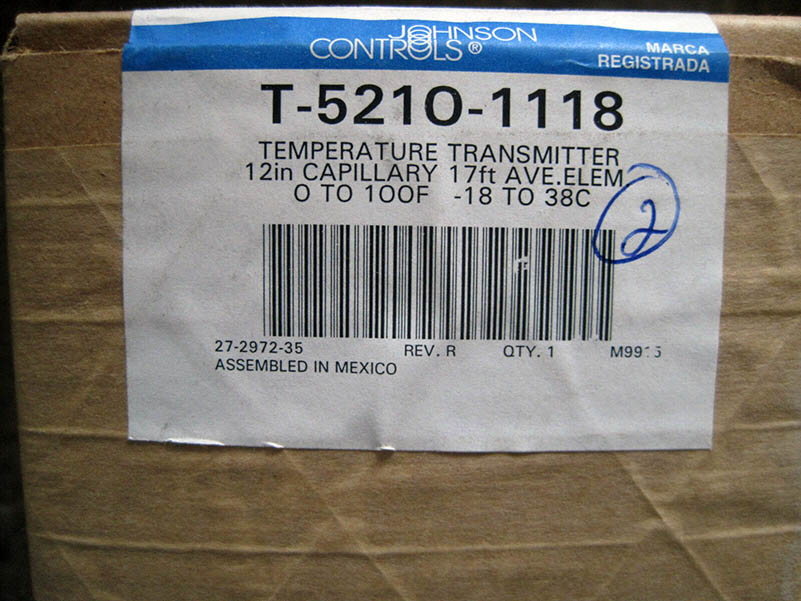 JOHNSON
CONTROLS®
MARCA
REGISTRADA
T-5210-1118
TEMPERATURE TRANSMITTER
12in CAPILLARY 17ft AVE.ELEM
0 TO 100F -18 TO 38C
2
27-2972-35 REV. R QTY. 1
ASSEMBLED IN MEXICO